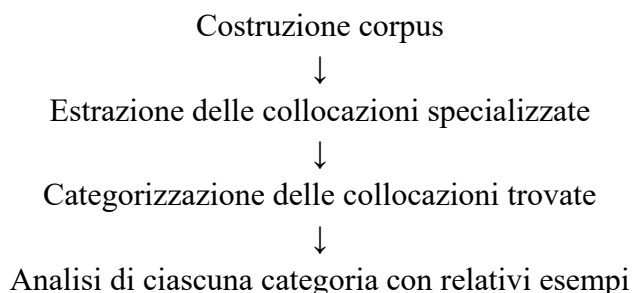 Costruzione corpus
↓
Estrazione delle collocazioni specializzate
↓
Categorizzazione delle collocazioni trovate
↓
Analisi di ciascuna categoria con relativi esempi